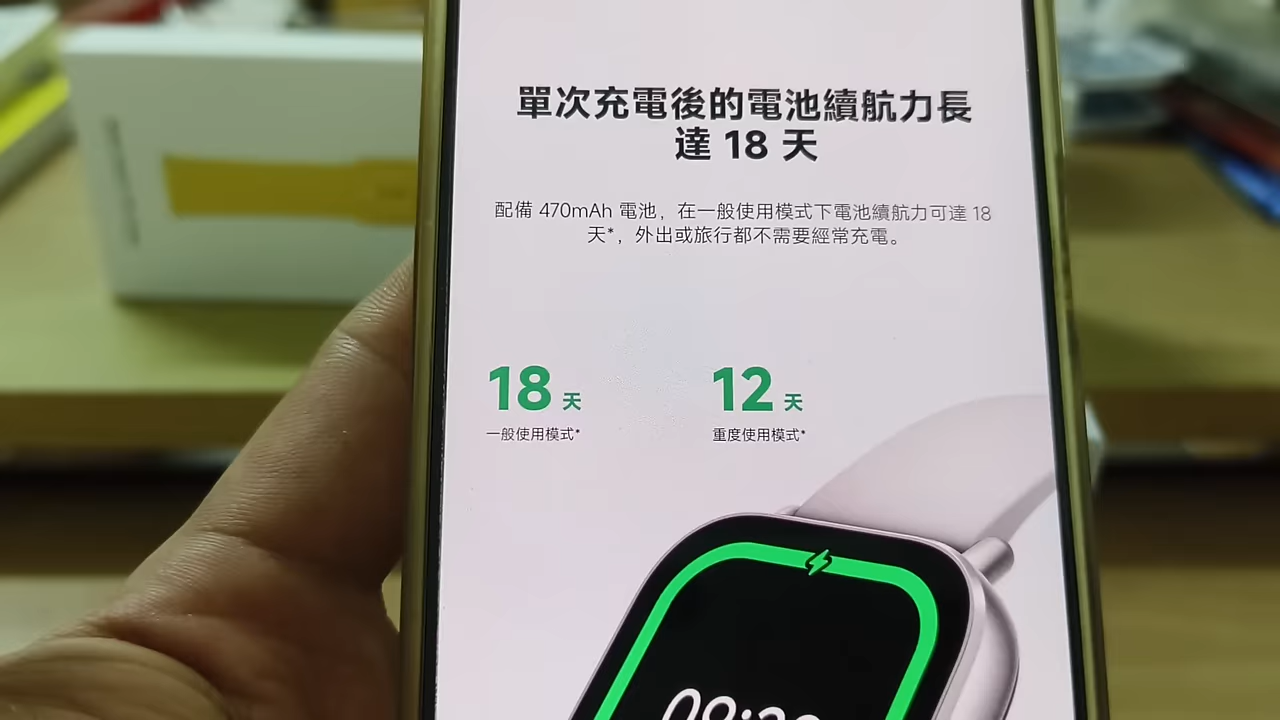 單次充電後的電池續航力長
達 18 天
配備 470mAh 電池，在一般使用模式下電池續航力可達 18
天*，外出或旅行都不需要經常充電。
18 天
12 天
一般使用模式*
重度使用模式*